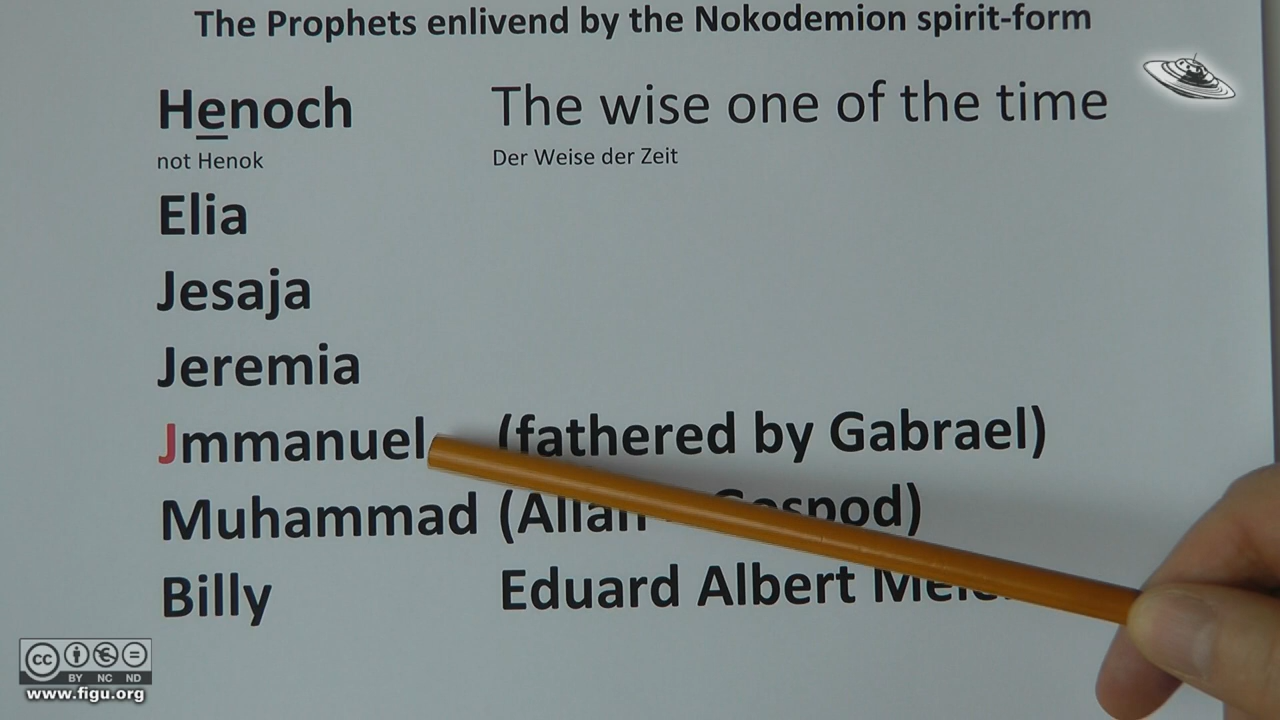 The Prophets enlivend by the Nokodemion spirit-form
Henoch The wise one of the time
not Henok Der Weise der Zeit
Elia
Jesaja
Jeremia
Jmmanuel (fathered by Gabrael)
Muhammad
Billy Eduard Albert
cc BY NC ND
www.figu.org